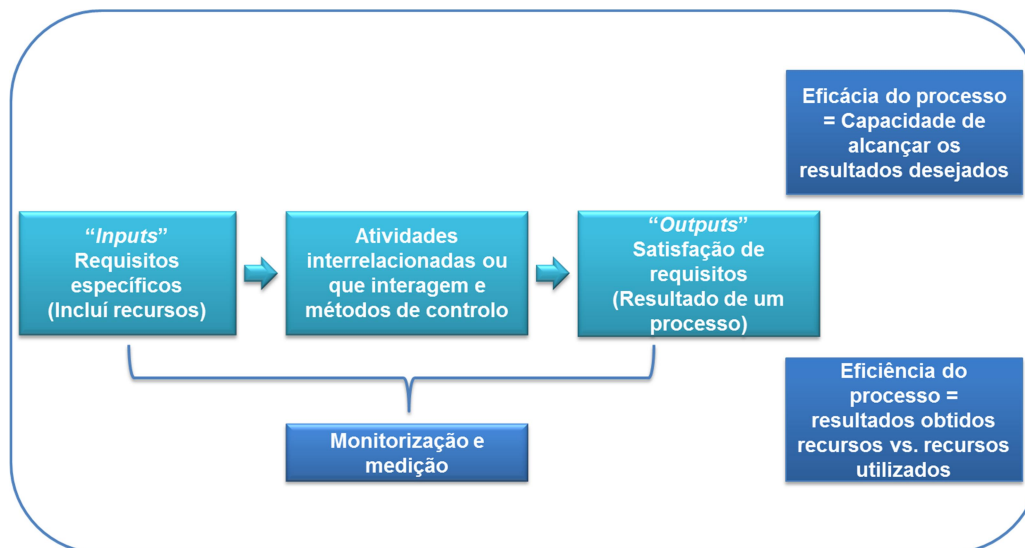 “Inputs”
Requisitos
específicos
(Incluí recursos)
Atividades
interrelacionadas ou
que interagem e
métodos de controlo
“Outputs”
Satisfação de
requisitos
(Resultado de um
processo)
Eficácia do processo
= Capacidade de
alcançar os
resultados desejados
Monitorização e
medição
Eficiência do
processo =
resultados obtidos
recursos vs. recursos
utilizados